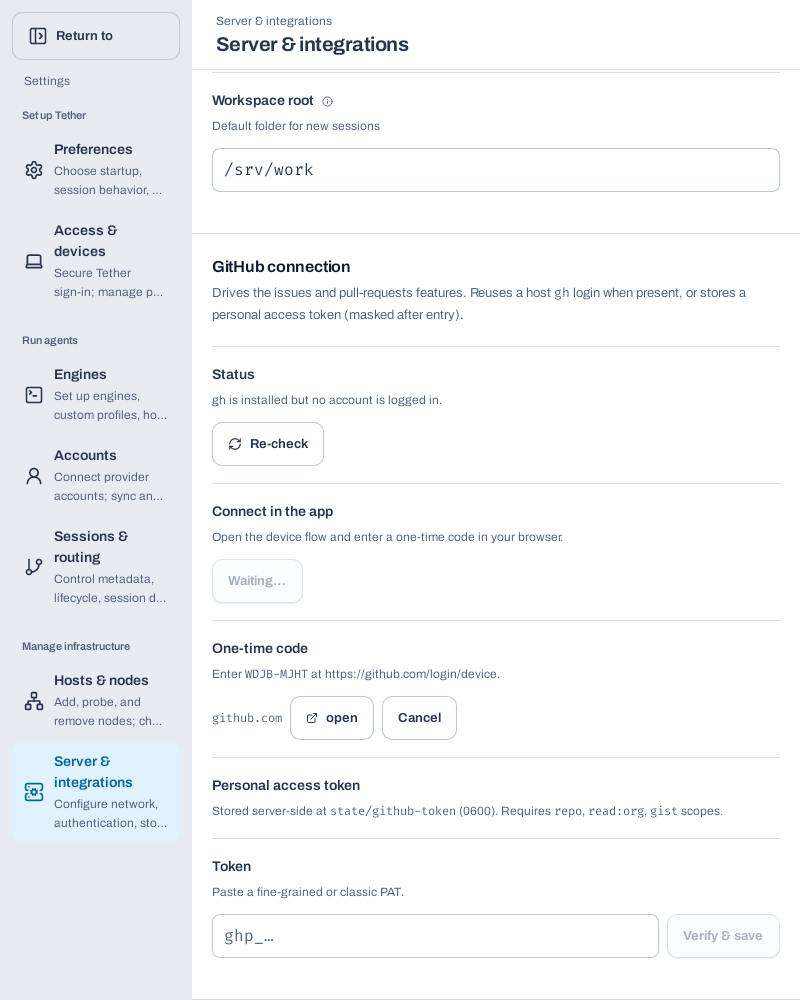 Return to
Settings
Set up Tether
Preferences
Choose startup,
session behavior, ...
Access &
devices
Secure Tether
sign-in; manage p...
Run agents
Engines
Set up engines,
custom profiles, ho...
Accounts
Connect provider
accounts; sync an...
Sessions &
routing
Control metadata,
lifecycle, session d...
Manage infrastructure
Hosts & nodes
Add, probe, and
remove nodes; ch...
Server &
integrations
Configure network,
authentication, sto...
Server & integrations
Server & integrations
Workspace root
Default folder for new sessions
/srv/work
GitHub connection
Drives the issues and pull-requests features. Reuses a host gh login when present, or stores a
personal access token (masked after entry).
Status
gh is installed but no account is logged in.
Re-check
Connect in the app
Open the device flow and enter a one-time code in your browser.
Waiting...
One-time code
Enter WDJB-MJHT at https://github.com/login/device.
github.com open Cancel
Personal access token
Stored server-side at state/github-token (0600). Requires repo, read:org, gist scopes.
Token
Paste a fine-grained or classic PAT.
ghp_… Verify & save